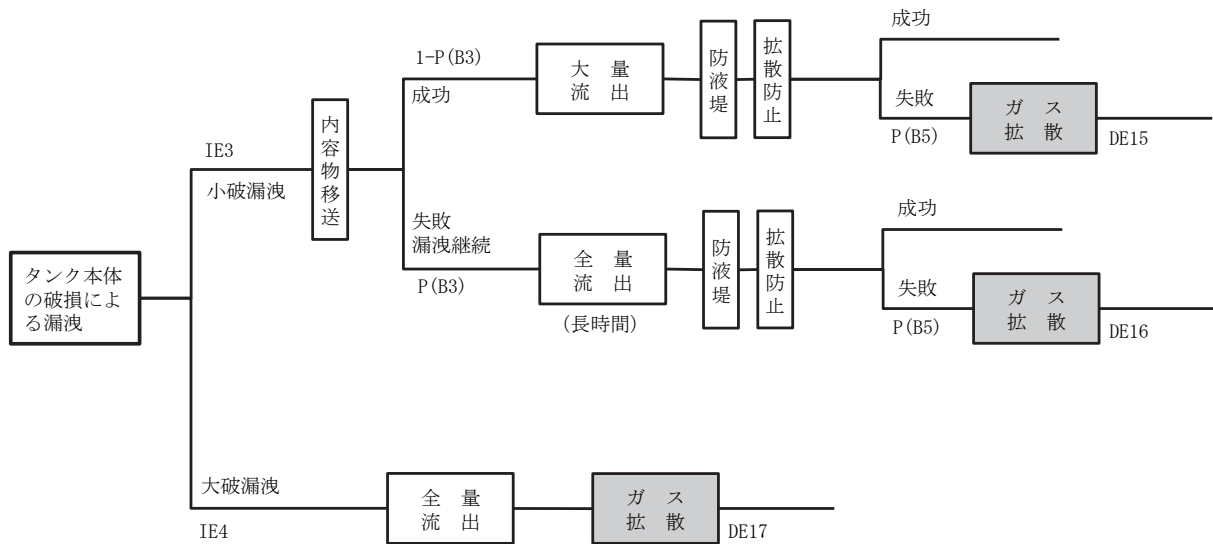 タンク本体
の破損によ
る漏洩
IE3
小破漏洩
内容物移送
1-P(B3)
成功
大　量
流　出
防液堤
拡散防止
成功
失敗
P(B5)
ガ　ス
拡　散
DE15
失敗
漏洩継続
P(B3)
全　量
流　出
(長時間)
防液堤
拡散防止
成功
失敗
P(B5)
ガ　ス
拡　散
DE16
大破漏洩
IE4
全　量
流　出
ガ　ス
拡　散
DE17